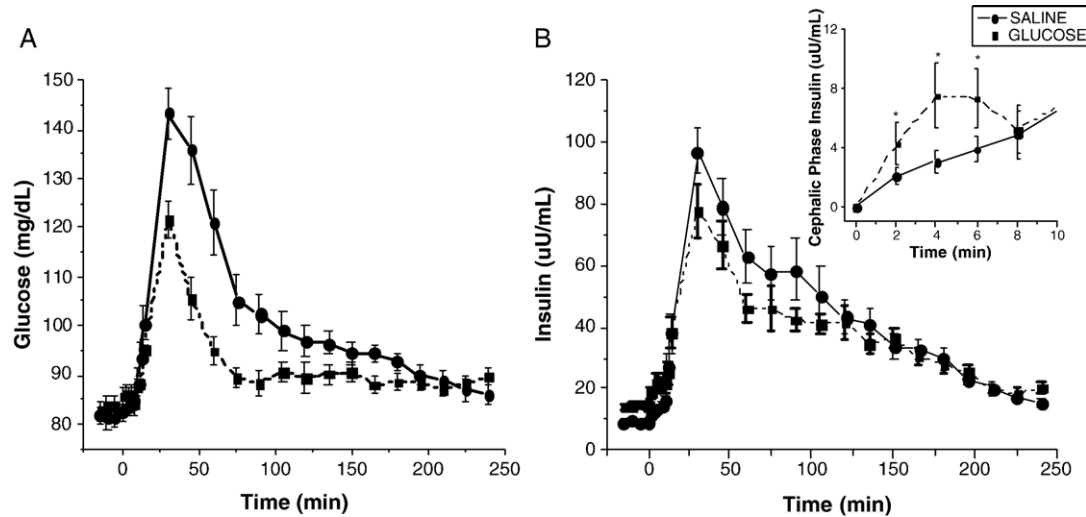 A
Glucose (mg/dL)
150
140
130
120
110
100
90
80
0 50 100 150 200 250
Time (min)
B
Insulin (uU/mL)
120
100
80
60
40
20
0
0 50 100 150 200 250
Time (min)
SALINE
GLUCOSE
Cephalic Phase Insulin (uU/mL)
12
8
4
0
* * *
0 2 4 6 8 10
Time (min)